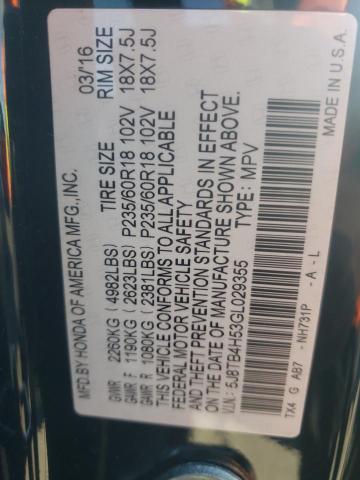 MFD.BY HONDA OF AMERICA MFG.,INC. 03/16
TIRE SIZE RIM SIZE
GVWR 2260KG (4982LBS)
GAWR F 1190KG (2623LBS) P235/60R18 102V 18X7.5J
GAWR R 1080KG (2381LBS) P235/60R18 102V 18X7.5J
THIS VEHICLE CONFORMS TO ALL APPLICABLE
FEDERAL MOTOR VEHICLE SAFETY
AND THEFT PREVENTION STANDARDS IN EFFECT
ON THE DATE OF MANUFACTURE SHOWN ABOVE.
V.I.N.: 5J8TB4H53GL029355 TYPE: MPV
TX4 G AB7 - NH731P - A - L MADE IN U.S.A.